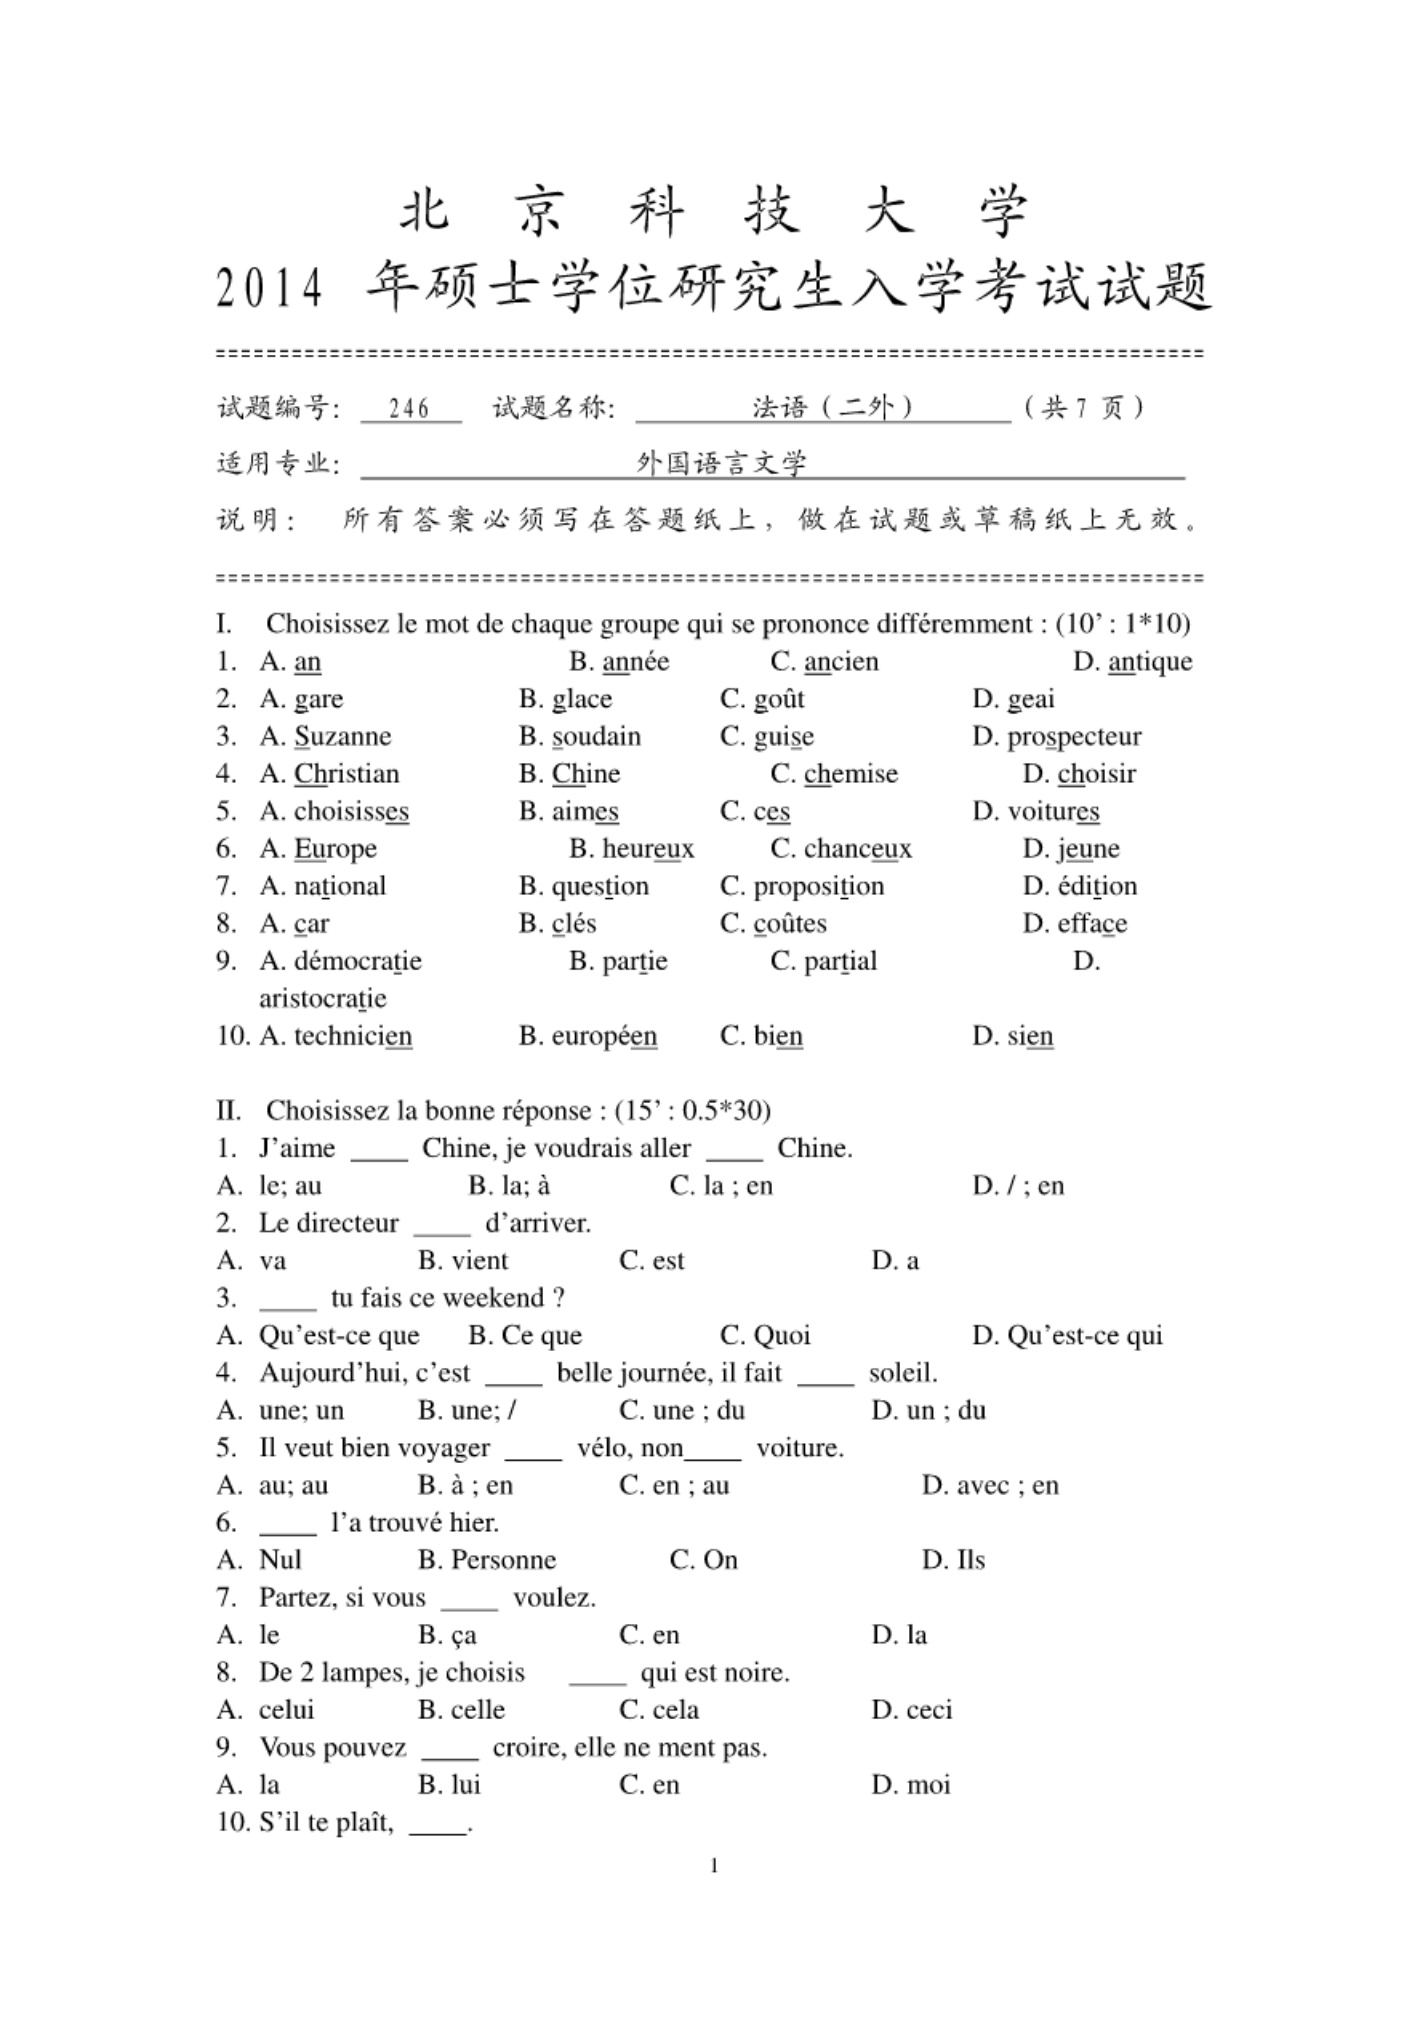 北 京 科 技 大 学
2014 年硕士学位研究生入学考试试题
================================================================================
试题编号： 246 试题名称： 法语（二外） （共 7 页）
适用专业： 外国语言文学
说明： 所有答案必须写在答题纸上，做在试题或草稿纸上无效。
================================================================================
I. Choisissez le mot de chaque groupe qui se prononce différemment : (10’ : 1*10)
1. A. an B. année C. ancien D. antique
2. A. gare B. glace C. goût D. geai
3. A. Suzanne B. soudain C. guise D. prospecteur
4. A. Christian B. Chine C. chemise D. choisir
5. A. choisisses B. aimes C. ces D. voitures
6. A. Europe B. heureux C. chanceux D. jeune
7. A. national B. question C. proposition D. édition
8. A. car B. clés C. coûtes D. efface
9. A. démocratie B. partie C. partial D.
aristocratie
10. A. technicien B. européen C. bien D. sien
II. Choisissez la bonne réponse : (15’ : 0.5*30)
1. J’aime ____ Chine, je voudrais aller ____ Chine.
A. le; au B. la; à C. la ; en D. / ; en
2. Le directeur ____ d’arriver.
A. va B. vient C. est D. a
3. ____ tu fais ce weekend ?
A. Qu’est-ce que B. Ce que C. Quoi D. Qu’est-ce qui
4. Aujourd’hui, c’est ____ belle journée, il fait ____ soleil.
A. une; un B. une; / C. une ; du D. un ; du
5. Il veut bien voyager ____ vélo, non____ voiture.
A. au; au B. à ; en C. en ; au D. avec ; en
6. ____ l’a trouvé hier.
A. Nul B. Personne C. On D. Ils
7. Partez, si vous ____ voulez.
A. le B. ça C. en D. la
8. De 2 lampes, je choisis ____ qui est noire.
A. celui B. celle C. cela D. ceci
9. Vous pouvez ____ croire, elle ne ment pas.
A. la B. lui C. en D. moi
10. S’il te plaît, ____.
1